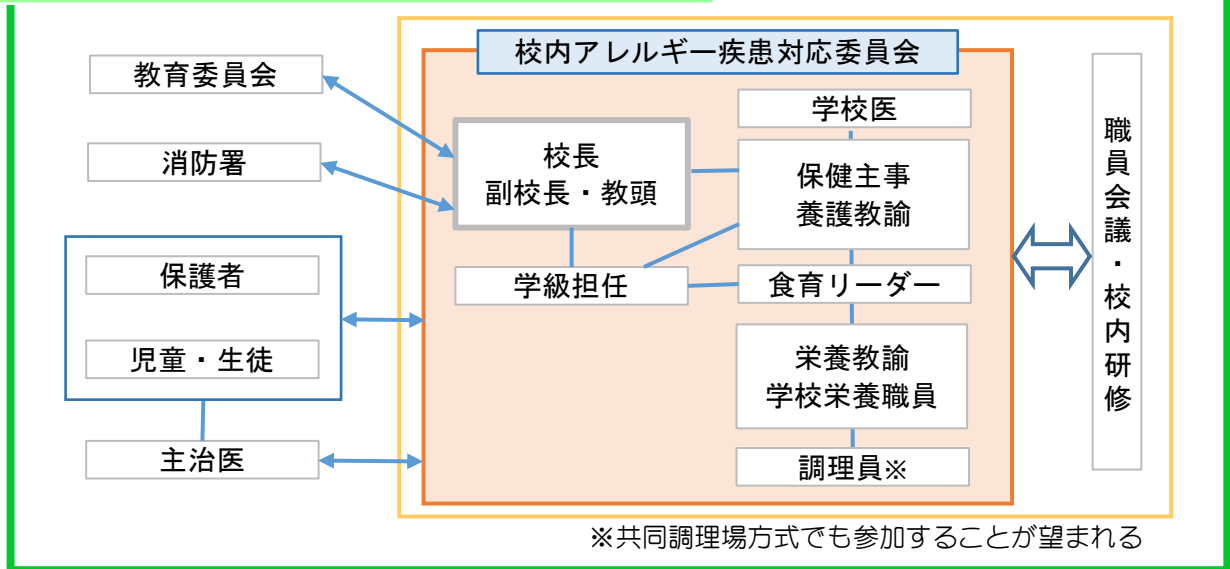 校内アレルギー疾患対応委員会
教育委員会
消防署
保護者
児童・生徒
主治医
校長
副校長・教頭
学級担任
学校医
保健主事
養護教諭
食育リーダー
栄養教諭
学校栄養職員
調理員※
職員会議・校内研修
※共同調理場方式でも参加することが望まれる